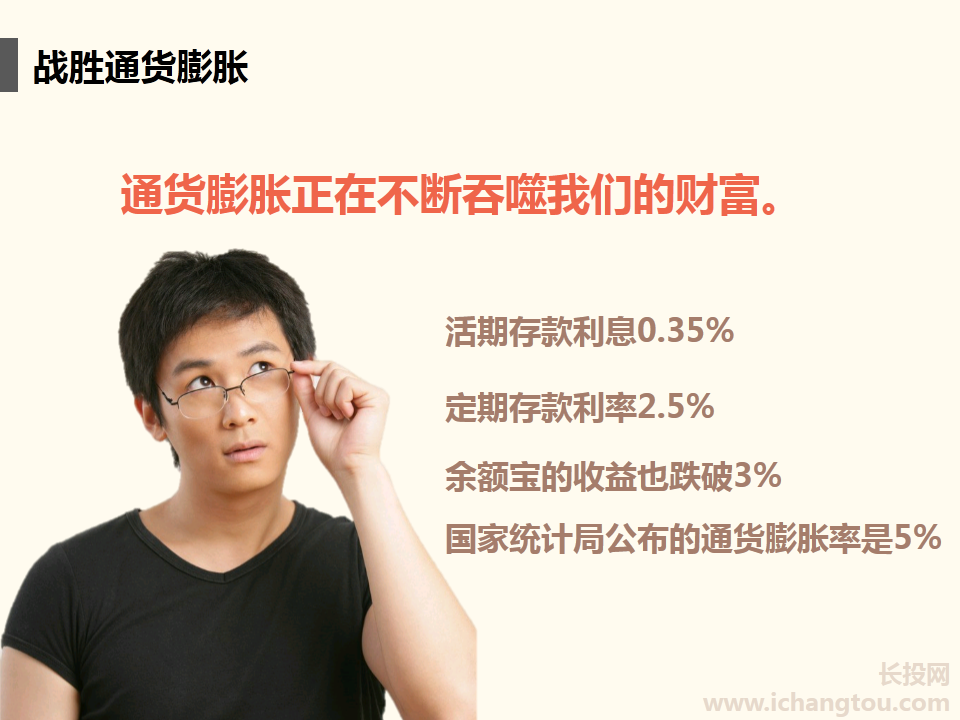 战胜通货膨胀
通货膨胀正在不断吞噬我们的财富。
活期存款利息0.35%
定期存款利率2.5%
余额宝的收益也跌破3%
国家统计局公布的通货膨胀率是5%
长投网
www.ichangtou.com